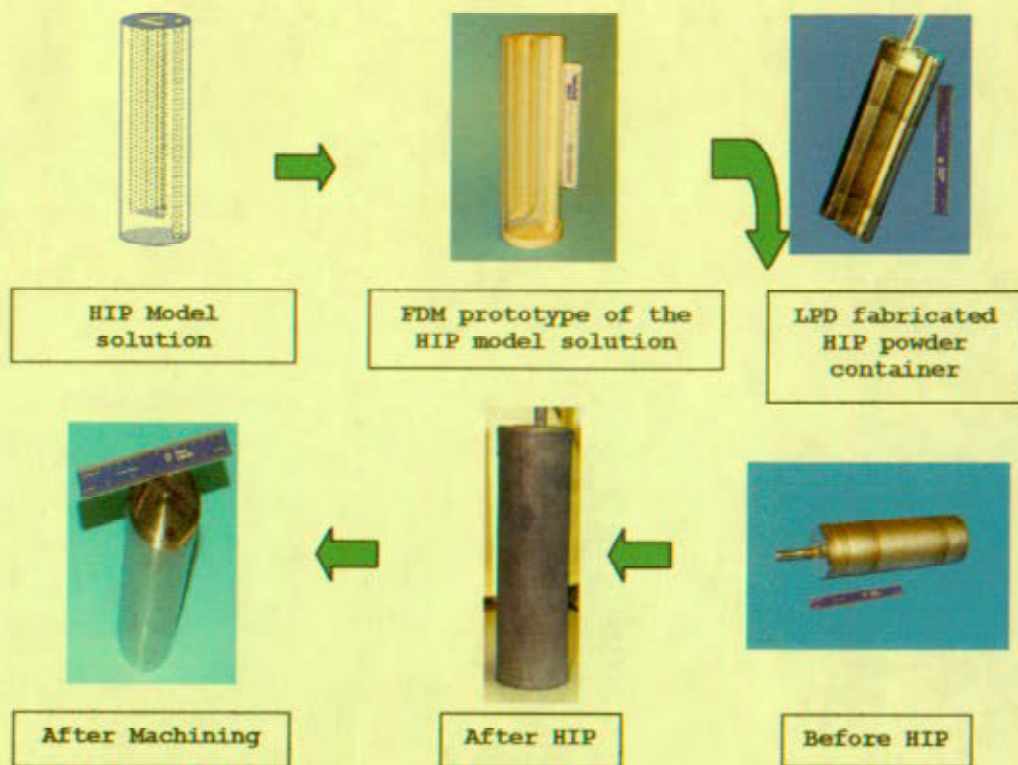 HIP Model
solution
FDM prototype of the
HIP model solution
LPD fabricated
HIP powder
container
After Machining
After HIP
Before HIP